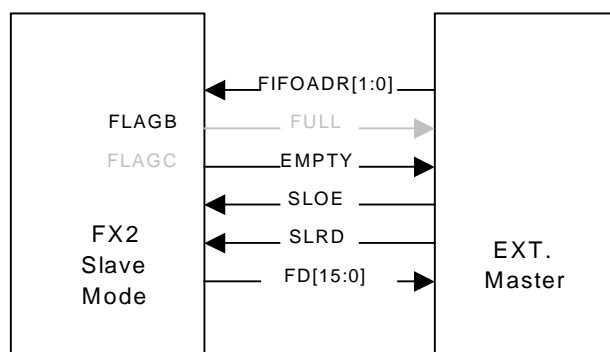 FIFOADR[1:0]
FLAGB FULL
FLAGC EMPTY
SLOE
FX2 SLRD EXT.
Slave Master
Mode FD[15:0]